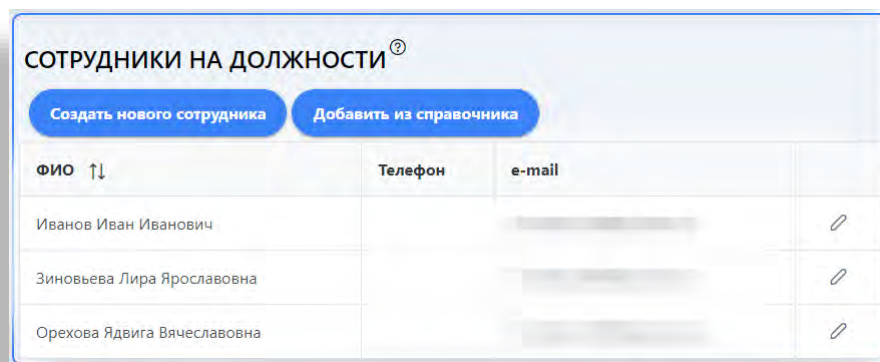 СОТРУДНИКИ НА ДОЛЖНОСТИ
Создать нового сотрудника Добавить из справочника
ФИО Телефон e-mail
Иванов Иван Иванович
Зиновьева Лира Ярославовна
Орехова Ядвига Вячеславовна